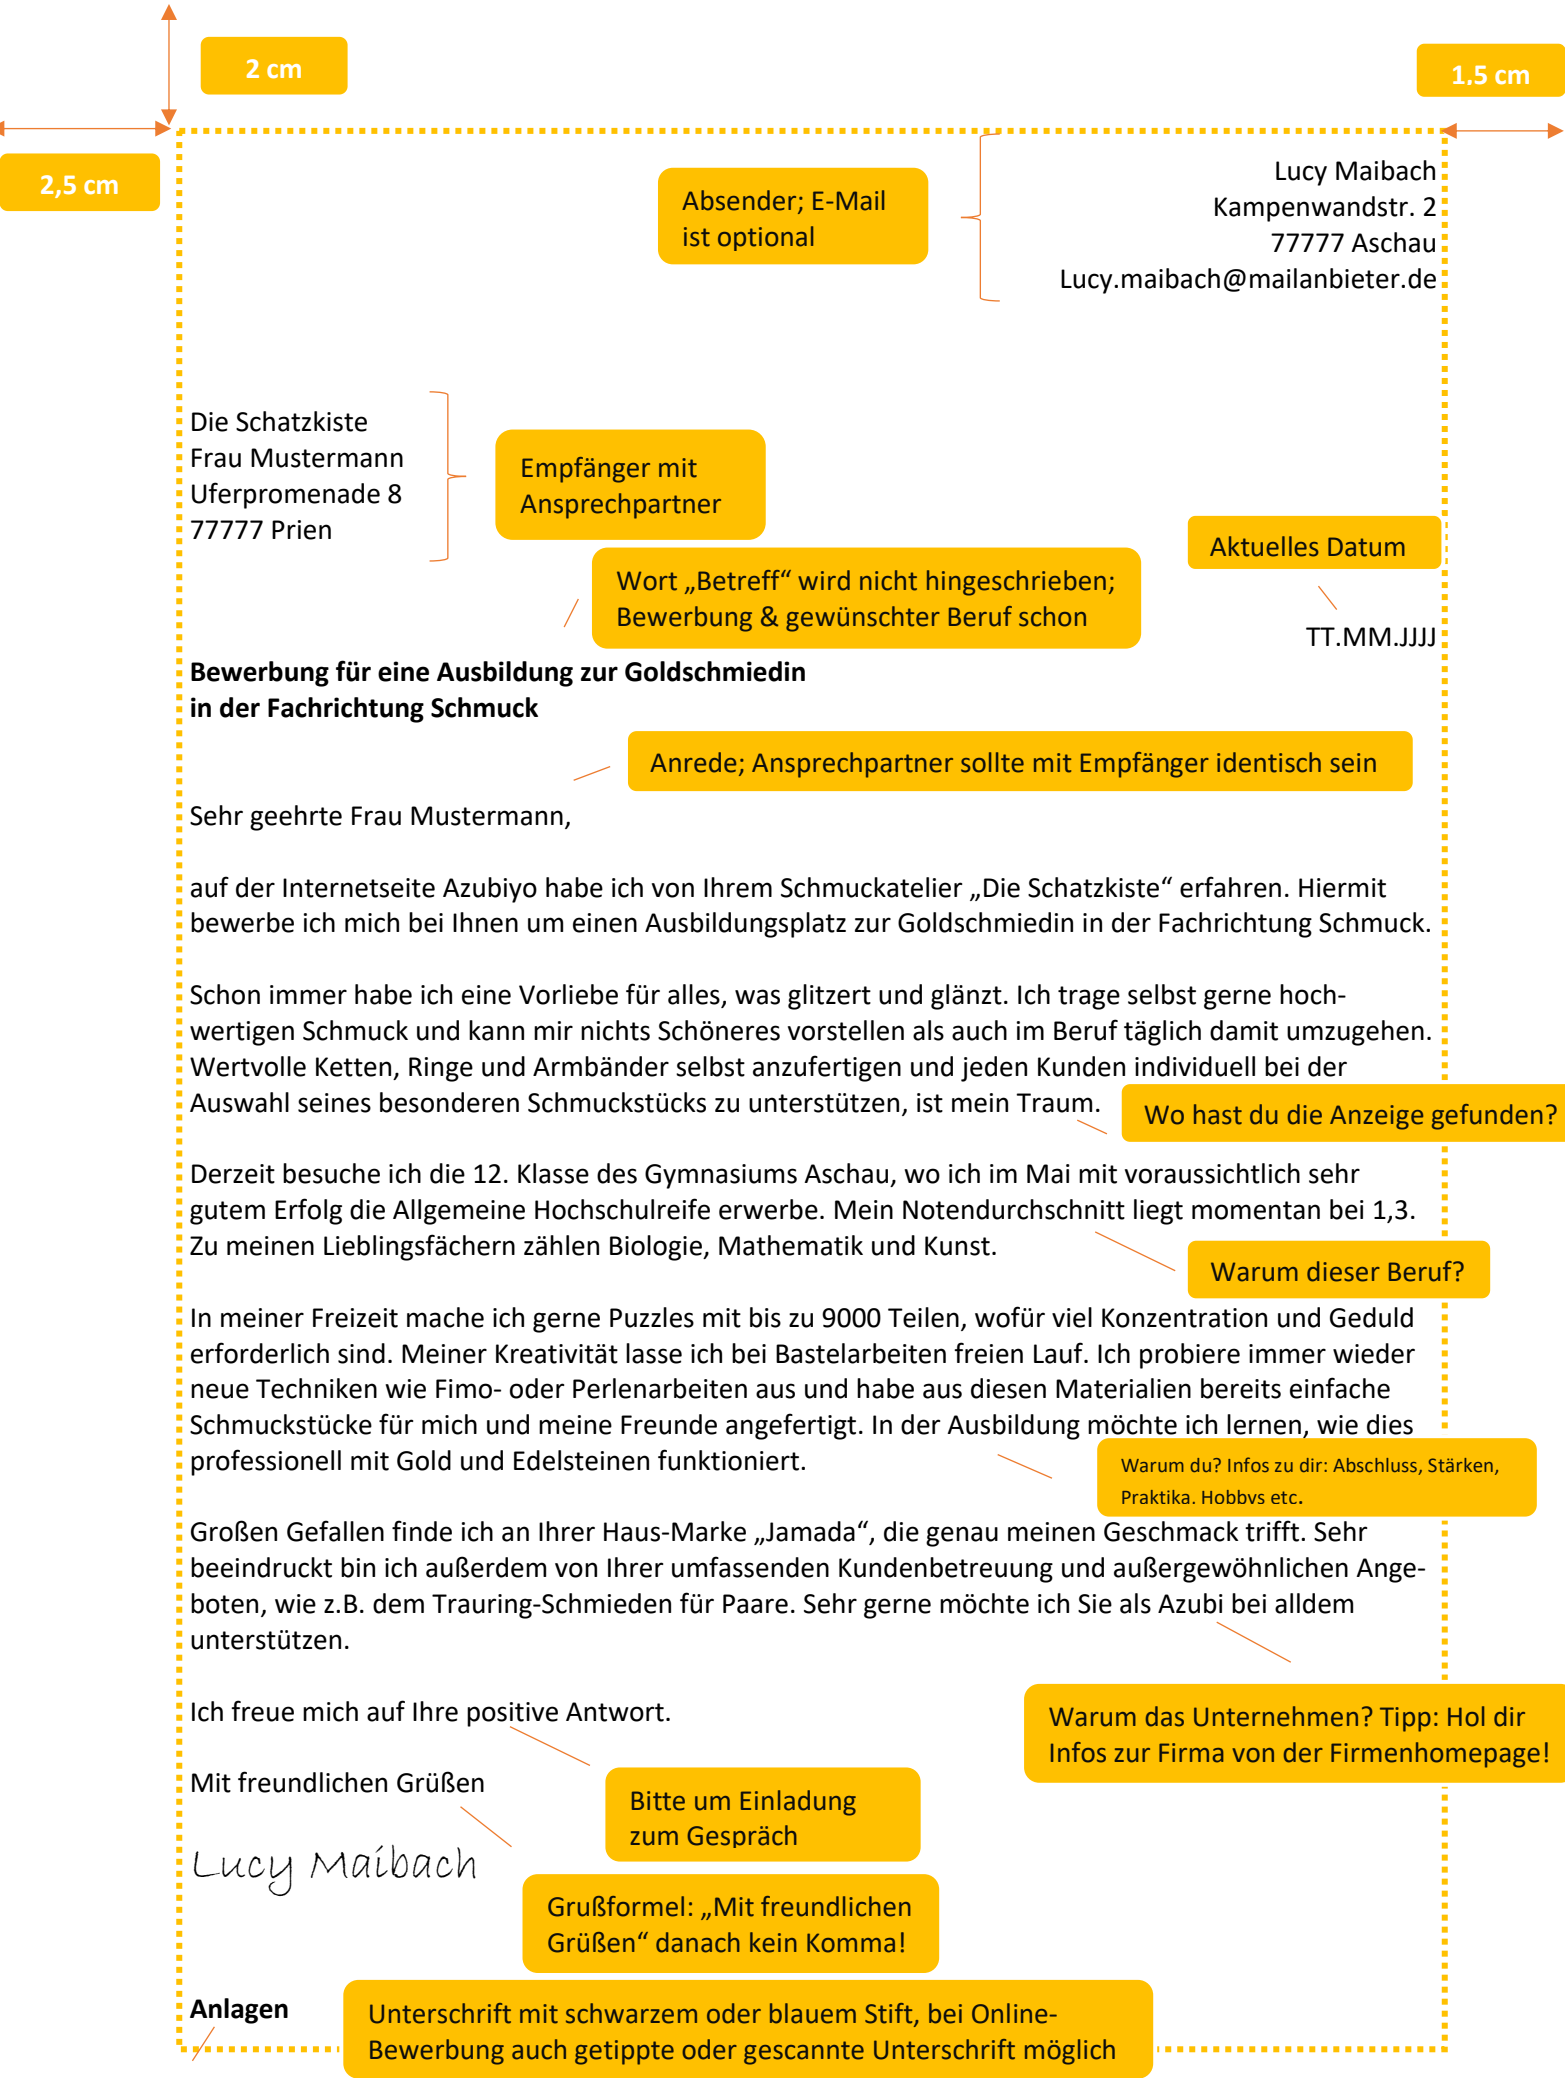 2 cm
1,5 cm
2,5 cm
Absender; E-Mail
ist optional
Lucy Maibach
Kampenwandstr. 2
77777 Aschau
Lucy.maibach@mailanbieter.de
Die Schatzkiste
Frau Mustermann
Uferpromenade 8
77777 Prien
Empfänger mit
Ansprechpartner
Aktuelles Datum
Wort „Betreff“ wird nicht hingeschrieben;
Bewerbung & gewünschter Beruf schon
TT.MM.JJJJ
Bewerbung für eine Ausbildung zur Goldschmiedin
in der Fachrichtung Schmuck
Anrede; Ansprechpartner sollte mit Empfänger identisch sein
Sehr geehrte Frau Mustermann,
auf der Internetseite Azubiyo habe ich von Ihrem Schmuckatelier „Die Schatzkiste“ erfahren. Hiermit
bewerbe ich mich bei Ihnen um einen Ausbildungsplatz zur Goldschmiedin in der Fachrichtung Schmuck.
Schon immer habe ich eine Vorliebe für alles, was glitzert und glänzt. Ich trage selbst gerne hoch-
wertigen Schmuck und kann mir nichts Schöneres vorstellen als auch im Beruf täglich damit umzugehen.
Wertvolle Ketten, Ringe und Armbänder selbst anzufertigen und jeden Kunden individuell bei der
Auswahl seines besonderen Schmuckstücks zu unterstützen, ist mein Traum.
Wo hast du die Anzeige gefunden?
Derzeit besuche ich die 12. Klasse des Gymnasiums Aschau, wo ich im Mai mit voraussichtlich sehr
gutem Erfolg die Allgemeine Hochschulreife erwerbe. Mein Notendurchschnitt liegt momentan bei 1,3.
Zu meinen Lieblingsfächern zählen Biologie, Mathematik und Kunst.
Warum dieser Beruf?
In meiner Freizeit mache ich gerne Puzzles mit bis zu 9000 Teilen, wofür viel Konzentration und Geduld
erforderlich sind. Meiner Kreativität lasse ich bei Bastelarbeiten freien Lauf. Ich probiere immer wieder
neue Techniken wie Fimo- oder Perlenarbeiten aus und habe aus diesen Materialien bereits einfache
Schmuckstücke für mich und meine Freunde angefertigt. In der Ausbildung möchte ich lernen, wie dies
professionell mit Gold und Edelsteinen funktioniert.
Warum du? Infos zu dir: Abschluss, Stärken,
Praktika, Hobbys etc.
Großen Gefallen finde ich an Ihrer Haus-Marke „Jamada“, die genau meinen Geschmack trifft. Sehr
beeindruckt bin ich außerdem von Ihrer umfassenden Kundenbetreuung und außergewöhnlichen Ange-
boten, wie z.B. dem Trauring-Schmieden für Paare. Sehr gerne möchte ich Sie als Azubi bei alldem
unterstützen.
Ich freue mich auf Ihre positive Antwort.
Warum das Unternehmen? Tipp: Hol dir
Infos zur Firma von der Firmenhomepage!
Mit freundlichen Grüßen
Bitte um Einladung
zum Gespräch
Lucy Maibach
Grußformel: „Mit freundlichen
Grüßen“ danach kein Komma!
Anlagen
Unterschrift mit schwarzem oder blauem Stift, bei Online-
Bewerbung auch getippte oder gescannte Unterschrift möglich